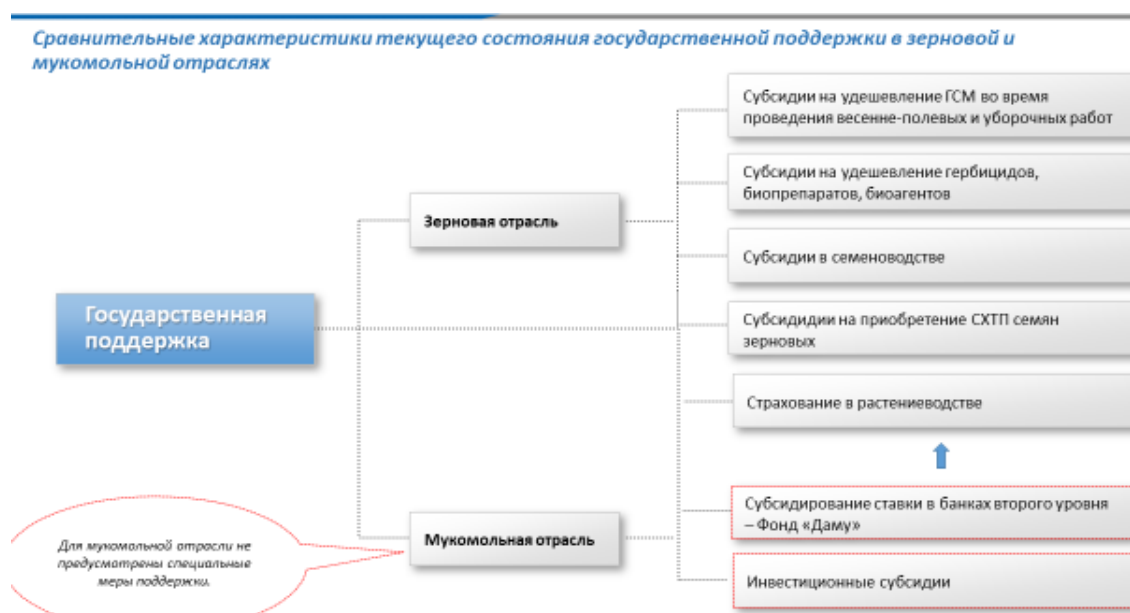 Сравнительные характеристики текущего состояния государственной поддержки в зерновой и
мукомольной отраслях
Субсидии на удешевление ГСМ во время
проведения весенне-полевых и уборочных работ
Субсидии на удешевление гербицидов,
биопрепаратов, биоагентов
Зерновая отрасль
Субсидии в семеноводстве
Государственная
поддержка
Субсидидии на приобретение СХТП семян
зерновых
Страхование в растениеводстве
Субсидирование ставки в банках второго уровня
– Фонд «Даму»
Мукомольная отрасль
Для мукомольной отрасли не
предусмотрены специальные
меры поддержки.
Инвестиционные субсидии